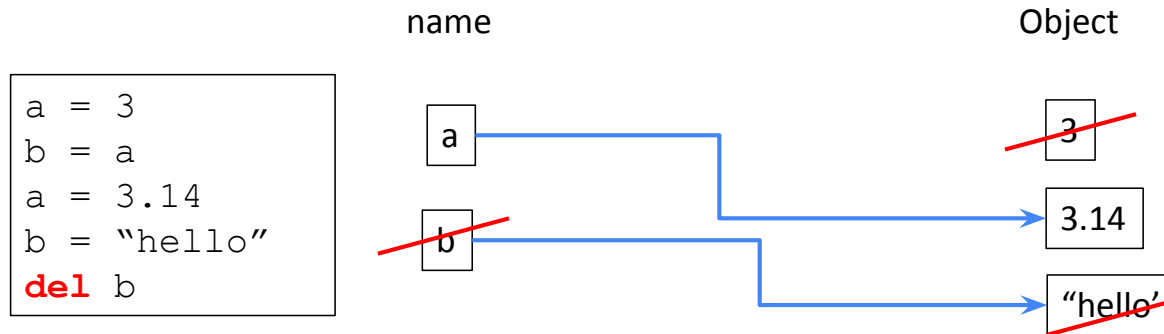 name
Object
a = 3
b = a
a = 3.14
b = “hello”
del b
a
b
3
3.14
“hello’